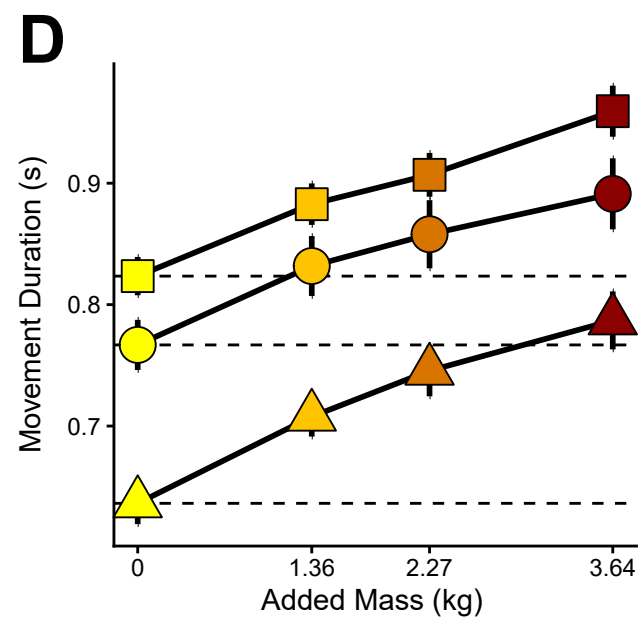 D
Movement Duration (s)
0.9
0.8
0.7
0 1.36 2.27 3.64
Added Mass (kg)